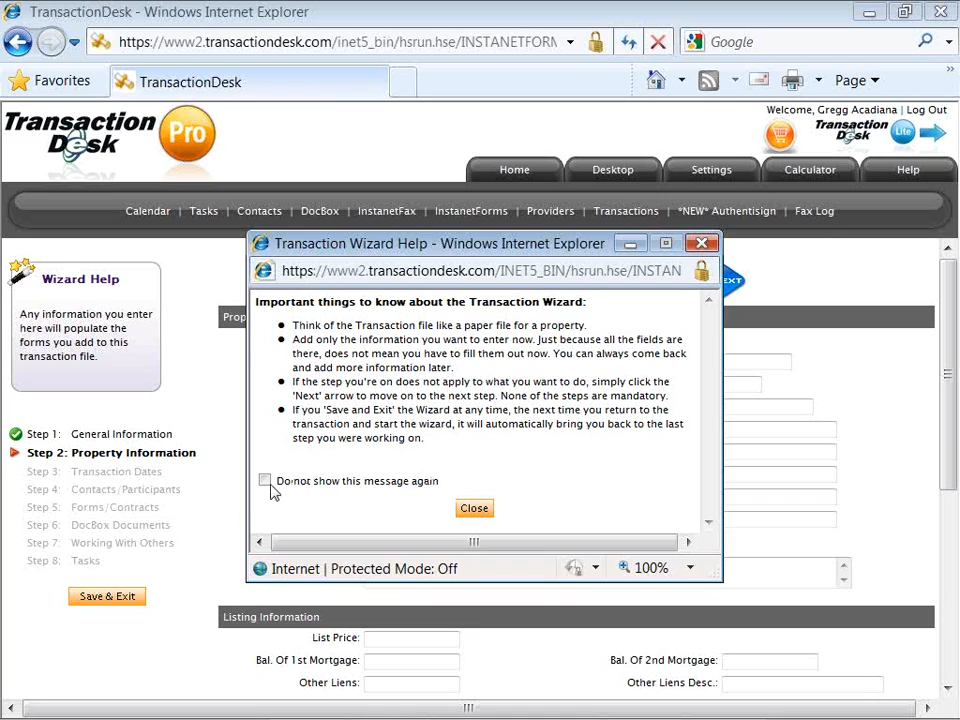 TransactionDesk - Windows Internet Explorer
https://www2.transactiondesk.com/inet5_bin/hsrun.hse/INSTANETFORM
Google
Favorites
TransactionDesk
Page
»
Welcome, Gregg Acadiana | Log Out
Transaction Desk Pro
Transaction Desk Lite
Home
Desktop
Settings
Calculator
Help
Calendar | Tasks | Contacts | DocBox | InstanetFax | InstanetForms | Providers | Transactions | *NEW* Authentisign | Fax Log
Wizard Help
Any information you enter
here will populate the
forms you add to this
transaction file.
Step 1: General Information
Step 2: Property Information
Step 3: Transaction Dates
Step 4: Contacts/Participants
Step 5: Forms/Contracts
Step 6: DocBox Documents
Step 7: Working With Others
Step 8: Tasks
Save & Exit
EXT
Prop
Transaction Wizard Help - Windows Internet Explorer
https://www2.transactiondesk.com/INET5_BIN/hsrun.hse/INSTAN
Important things to know about the Transaction Wizard:
• Think of the Transaction file like a paper file for a property.
• Add only the information you want to enter now. Just because all the fields are
there, does not mean you have to fill them out now. You can always come back
and add more information later.
• If the step you're on does not apply to what you want to do, simply click the
'Next' arrow to move on to the next step. None of the steps are mandatory.
• If you 'Save and Exit' the Wizard at any time, the next time you return to the
transaction and start the wizard, it will automatically bring you back to the last
step you were working on.
Do not show this message again
Close
Internet | Protected Mode: Off
100%
Listing Information
List Price:
Bal. Of 1st Mortgage:
Bal. Of 2nd Mortgage:
Other Liens:
Other Liens Desc.: